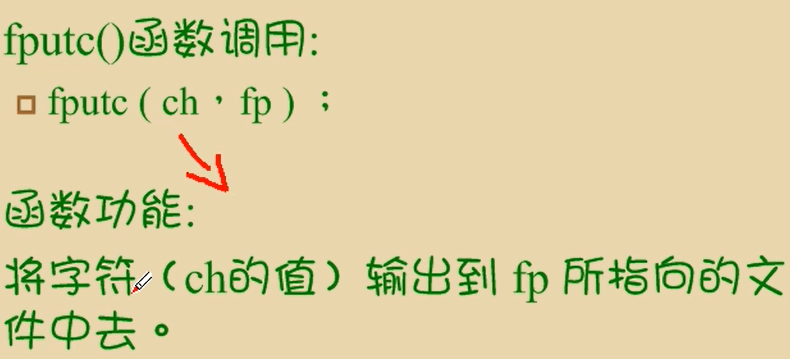 fputc()函数调用:
fputc ( ch，fp ) ；
函数功能:
将字符（ch的值）输出到 fp 所指向的文
件中去。